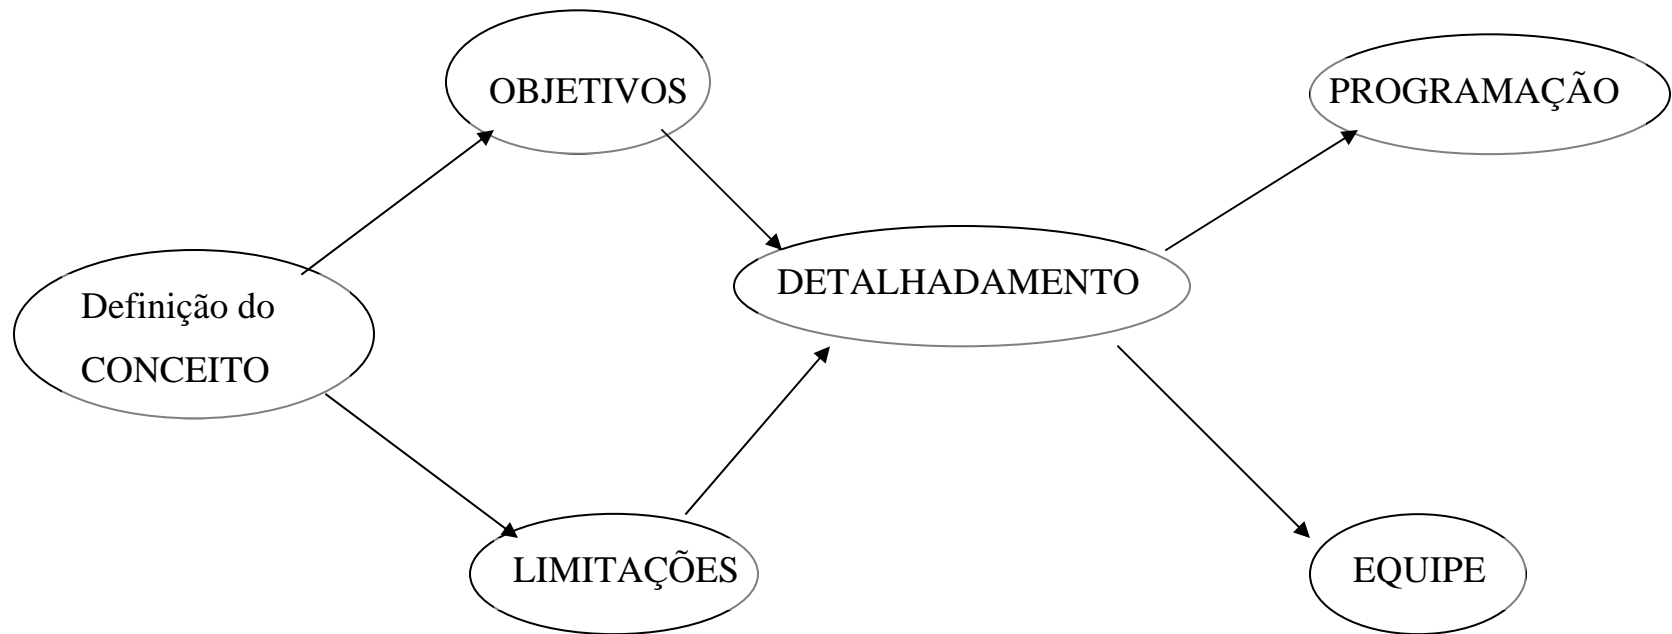 OBJETIVOS
PROGRAMAÇÃO
DETALHADAMENTO
Definição do
CONCEITO
LIMITAÇÕES
EQUIPE